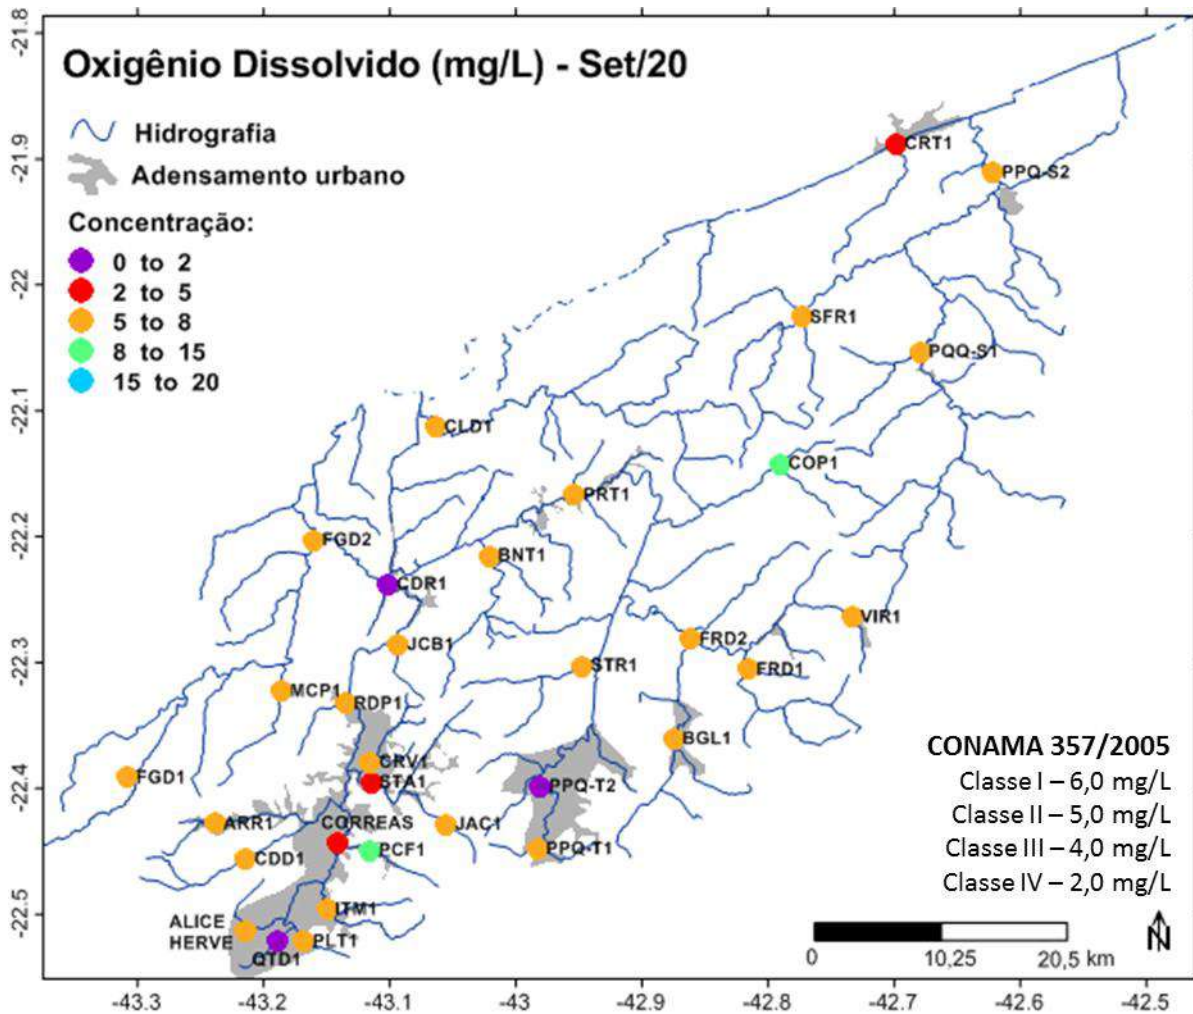 Oxigênio Dissolvido (mg/L) - Set/20
Hidrografia
Adensamento urbano
Concentração:
0 to 2
2 to 5
5 to 8
8 to 15
15 to 20
CRT1
PPQ-S2
SFR1
PQQ-S1
CLD1
COP1
PRT1
FGD2
BNT1
CDR1
VIR1
FRD2
JCB1
STR1
FRD1
MCP1
RDP1
BGL1
CRV1
FGD1
STA1
PPQ-T2
ARR1
CORREAS
JAC1
PCF1
PPQ-T1
CDD1
ITM1
ALICE
HERVE
PLT1
QTD1
CONAMA 357/2005
Classe I – 6,0 mg/L
Classe II – 5,0 mg/L
Classe III – 4,0 mg/L
Classe IV – 2,0 mg/L
0 10,25 20,5 km
N
-21.8
-21.9
-22
-22.1
-22.2
-22.3
-22.4
-22.5
-43.3 -43.2 -43.1 -43 -42.9 -42.8 -42.7 -42.6 -42.5